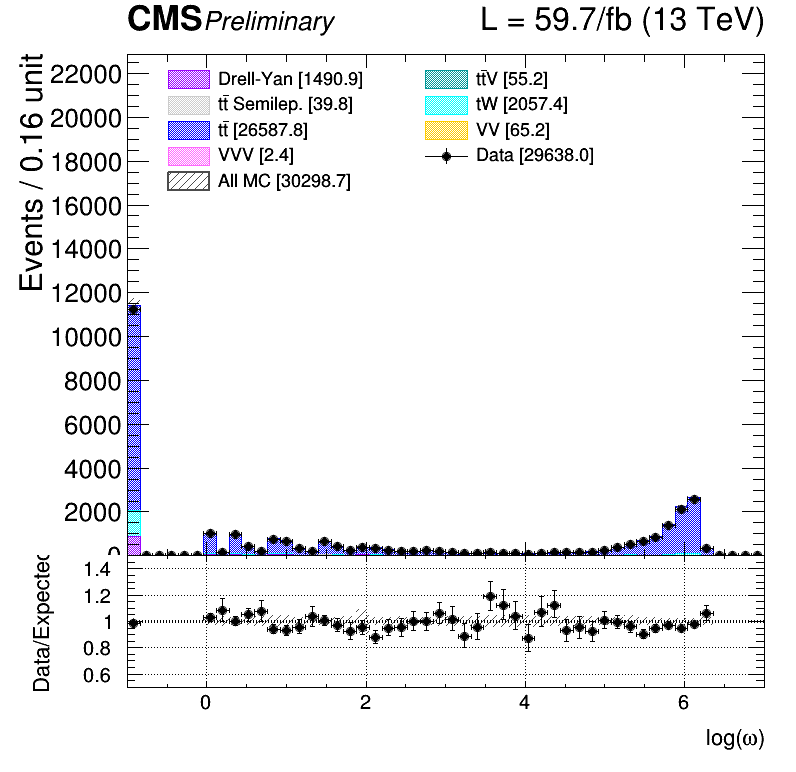 CMS Preliminary L = 59.7/fb (13 TeV)
Events / 0.16 unit
22000
20000
18000
16000
14000
12000
10000
8000
6000
4000
2000
0
Drell-Yan [1490.9]
tt̄ Semilep. [39.8]
tt̄ [26587.8]
VVV [2.4]
All MC [30298.7]
tt̄V [55.2]
tW [2057.4]
VV [65.2]
Data [29638.0]
Data/Expected
1.4
1.2
1
0.8
0.6
0 2 4 6
log(ω)